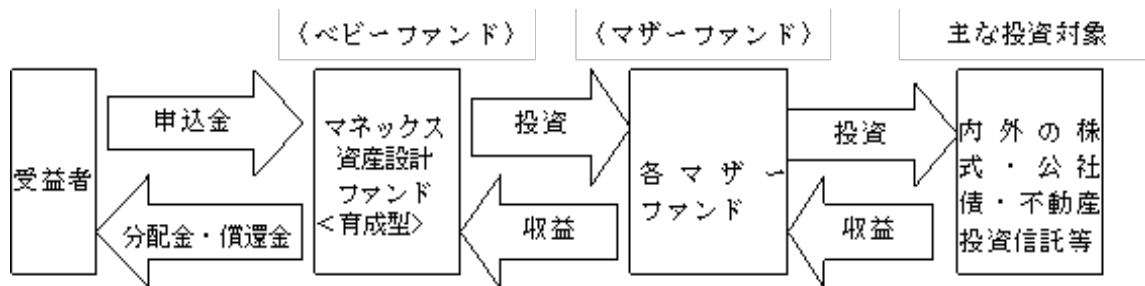 〈ベビーファンド〉
〈マザーファンド〉
主な投資対象
受益者
申込金
分配金・償還金
マネックス
資産設計
ファンド
<育成型>
投資
収益
各マザー
ファンド
投資
収益
内外の株
式・公社
債・不動産
投資信託等